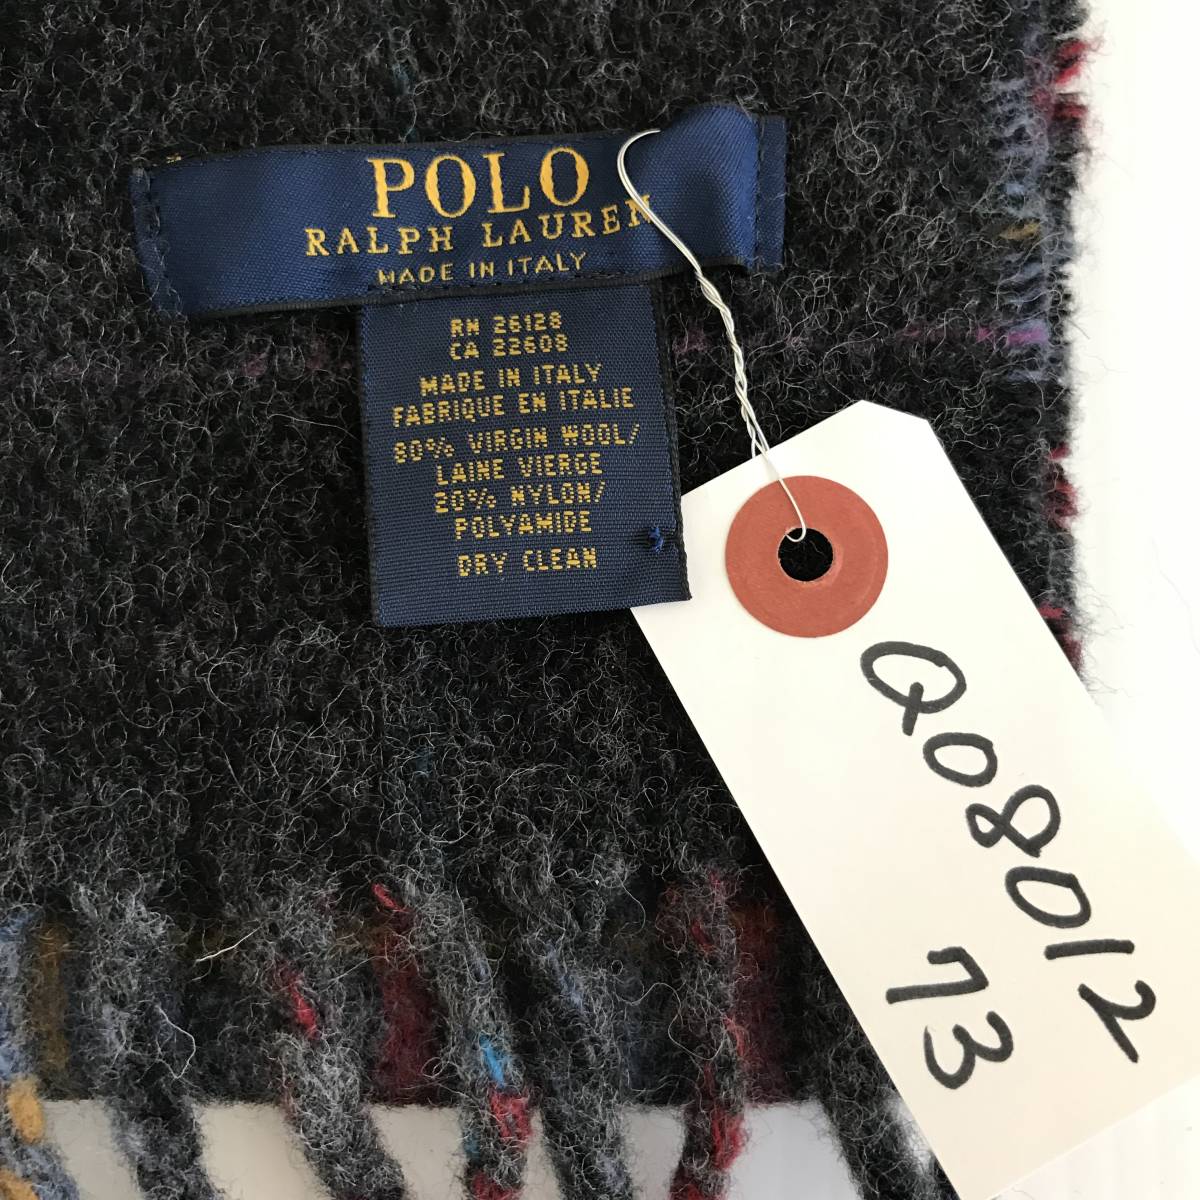 POLO
RALPH LAUREN
MADE IN ITALY
RN 26128
CA 22608
MADE IN ITALY
FABRIQUE EN ITALIE
80% VIRGIN WOOL/
LAINE VIERGE
20% NYLON/
POLYAMIDE
DRY CLEAN
Q08012
73